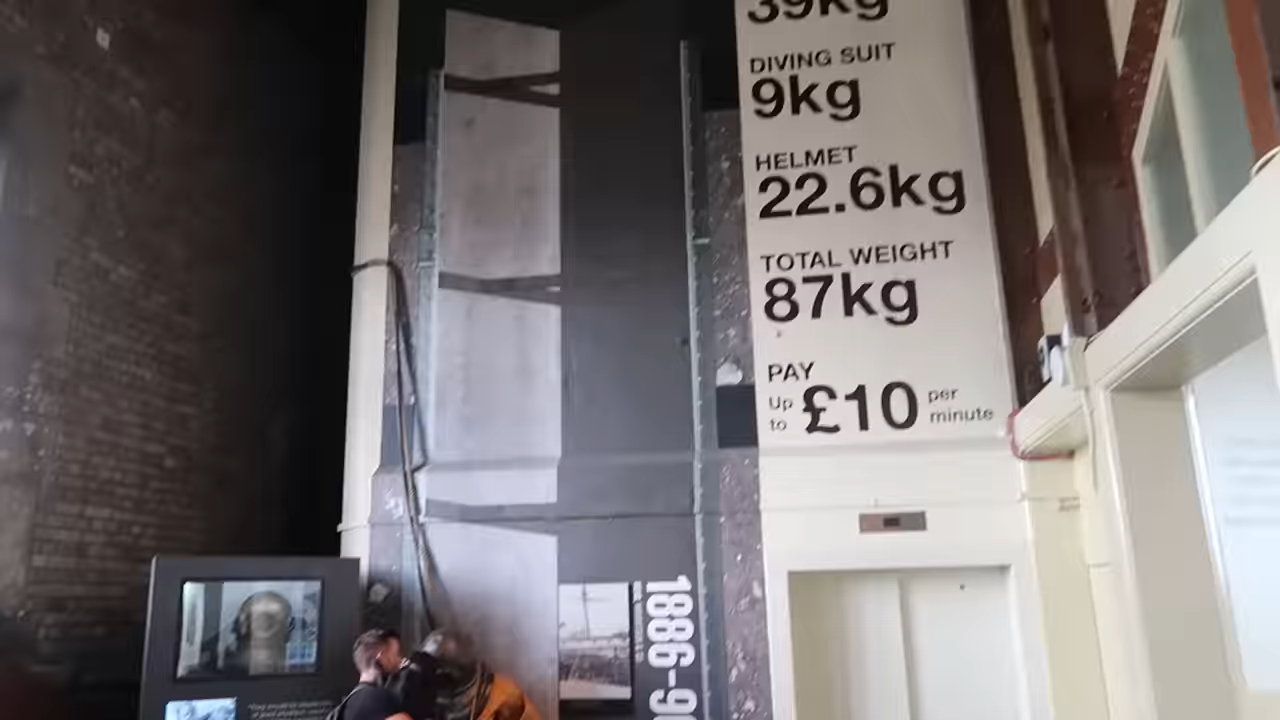 39kg
DIVING SUIT
9kg
HELMET
22.6kg
TOTAL WEIGHT
87kg
PAY
Up to £10 per minute
1886-9